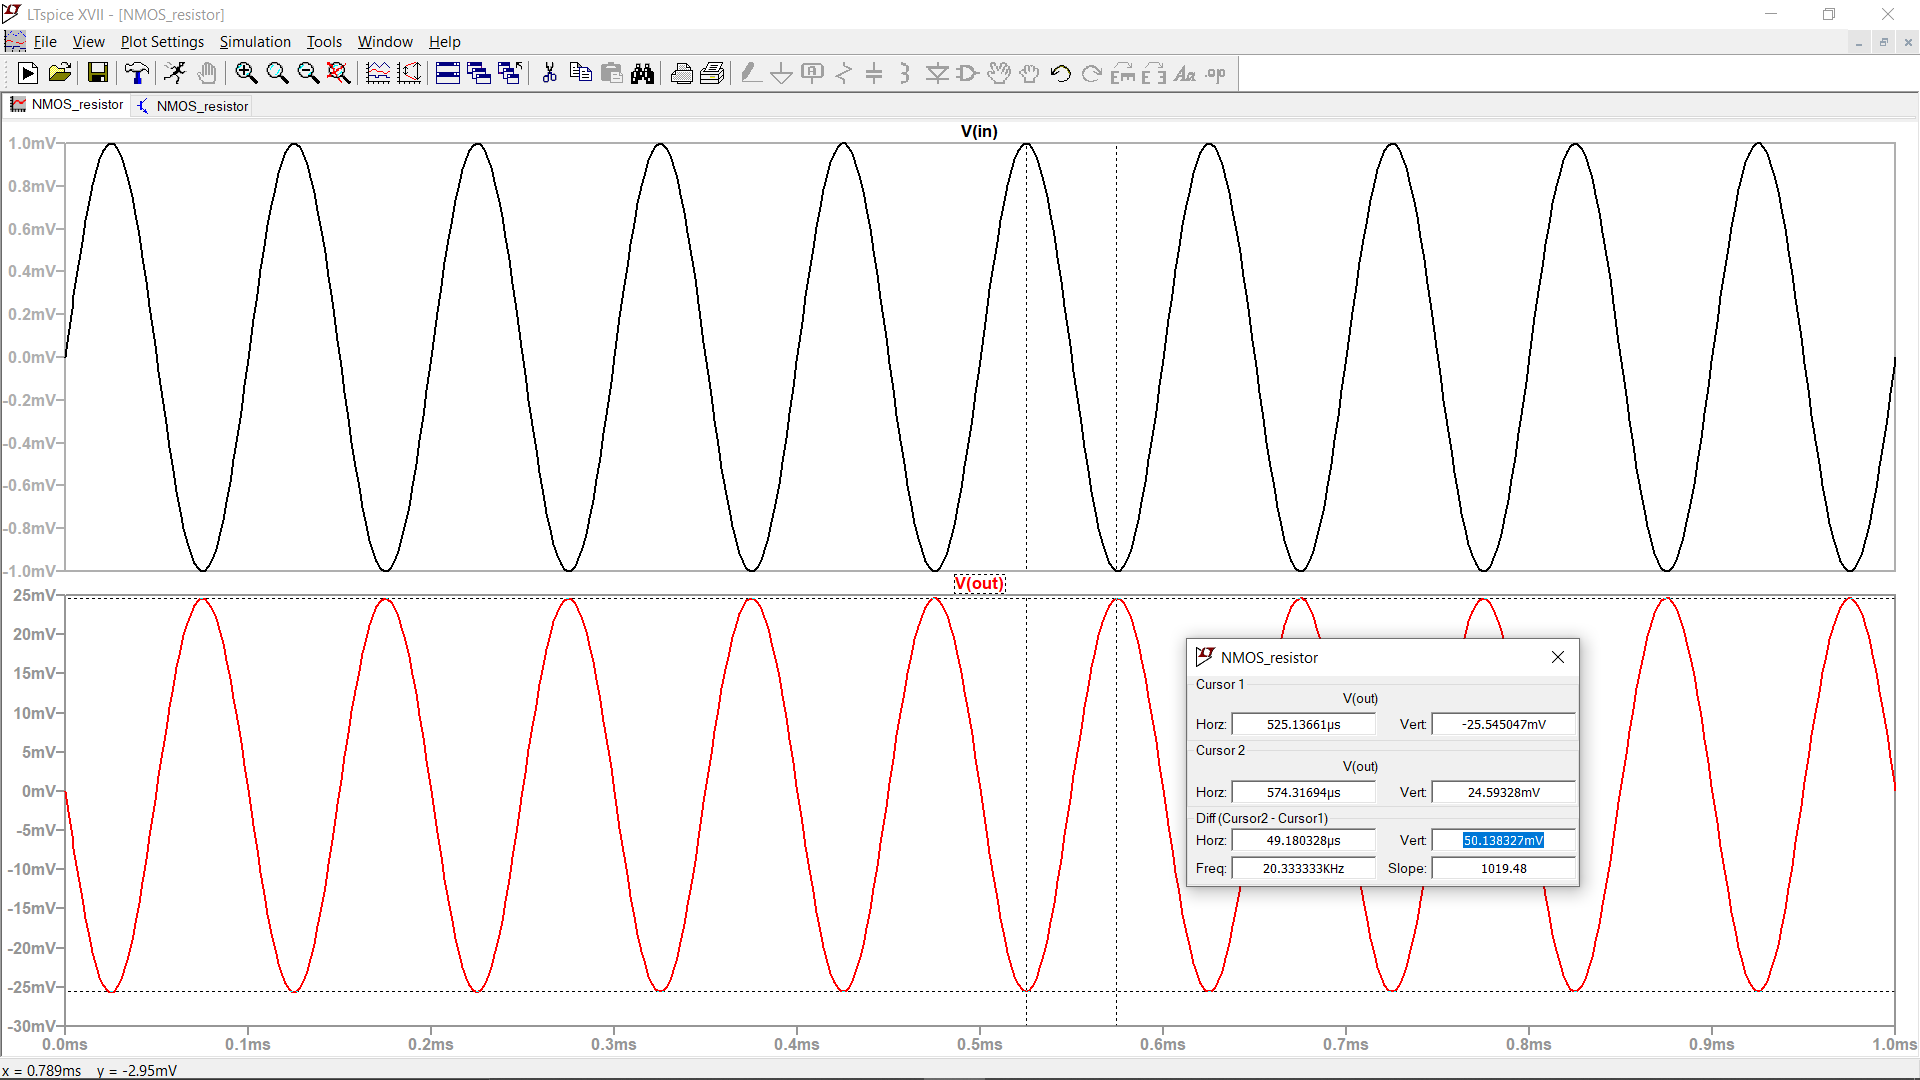 LTspice XVII - [NMOS_resistor]
File View Plot Settings Simulation Tools Window Help
NMOS_resistor NMOS_resistor
V(in)
1.0mV
0.8mV
0.6mV
0.4mV
0.2mV
0.0mV
-0.2mV
-0.4mV
-0.6mV
-0.8mV
-1.0mV
V(out)
25mV
20mV
15mV
10mV
5mV
0mV
-5mV
-10mV
-15mV
-20mV
-25mV
-30mV
0.0ms 0.1ms 0.2ms 0.3ms 0.4ms 0.5ms 0.6ms 0.7ms 0.8ms 0.9ms 1.0ms
NMOS_resistor
Cursor 1
V(out)
Horz: 525.13661µs Vert: -25.545047mV
Cursor 2
V(out)
Horz: 574.31694µs Vert: 24.59328mV
Diff (Cursor2 - Cursor1)
Horz: 49.180328µs Vert: 50.138327mV
Freq: 20.333333KHz Slope: 1019.48
x = 0.789ms y = -2.95mV